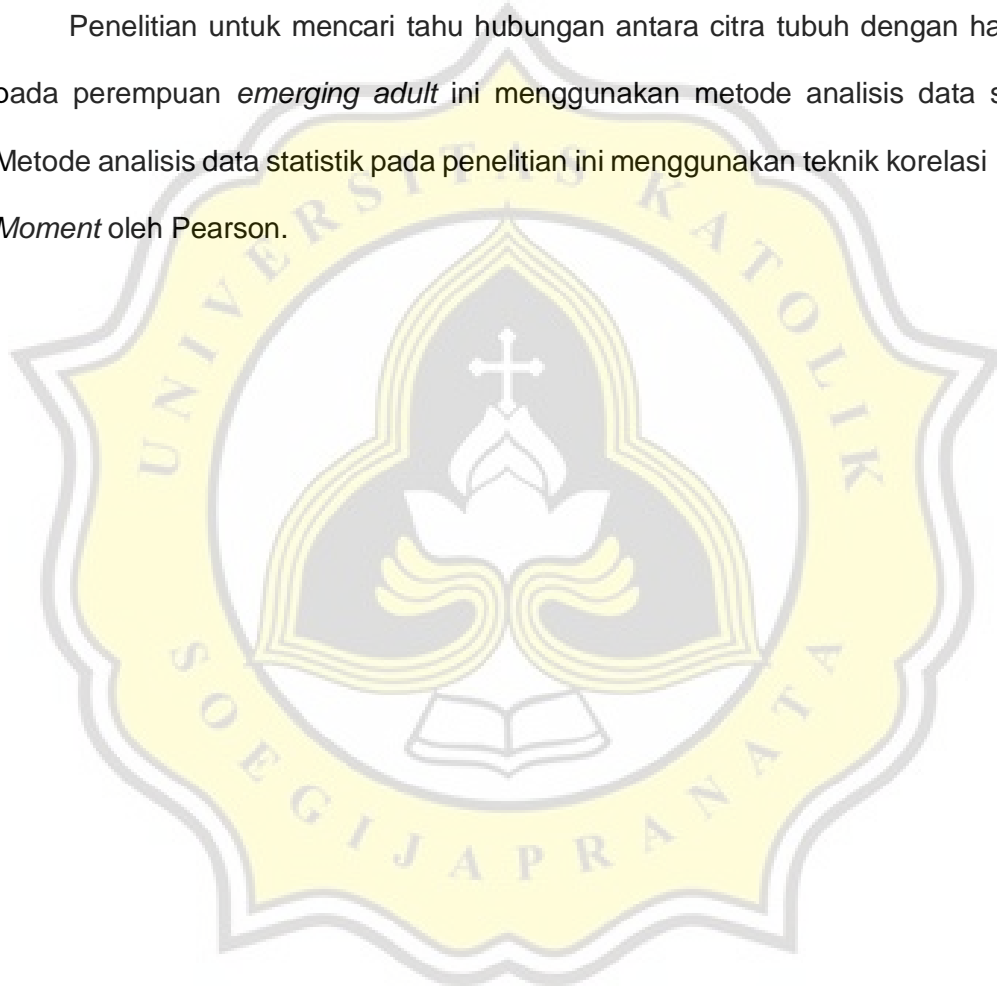 Penelitian untuk mencari tahu hubungan antara citra tubuh dengan ha
pada perempuan emerging adult ini menggunakan metode analisis data s
Metode analisis data statistik pada penelitian ini menggunakan teknik korelasi
Moment oleh Pearson.
UNIVERSITAS KATOLIK
SOEGIJAPRANATA